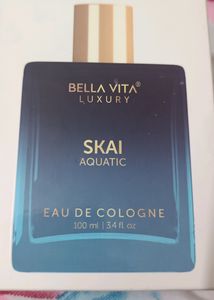 BELLA VITA®
LUXURY
SKAI
AQUATIC
EAU DE COLOGNE
100 ml | 3.4 fl. oz